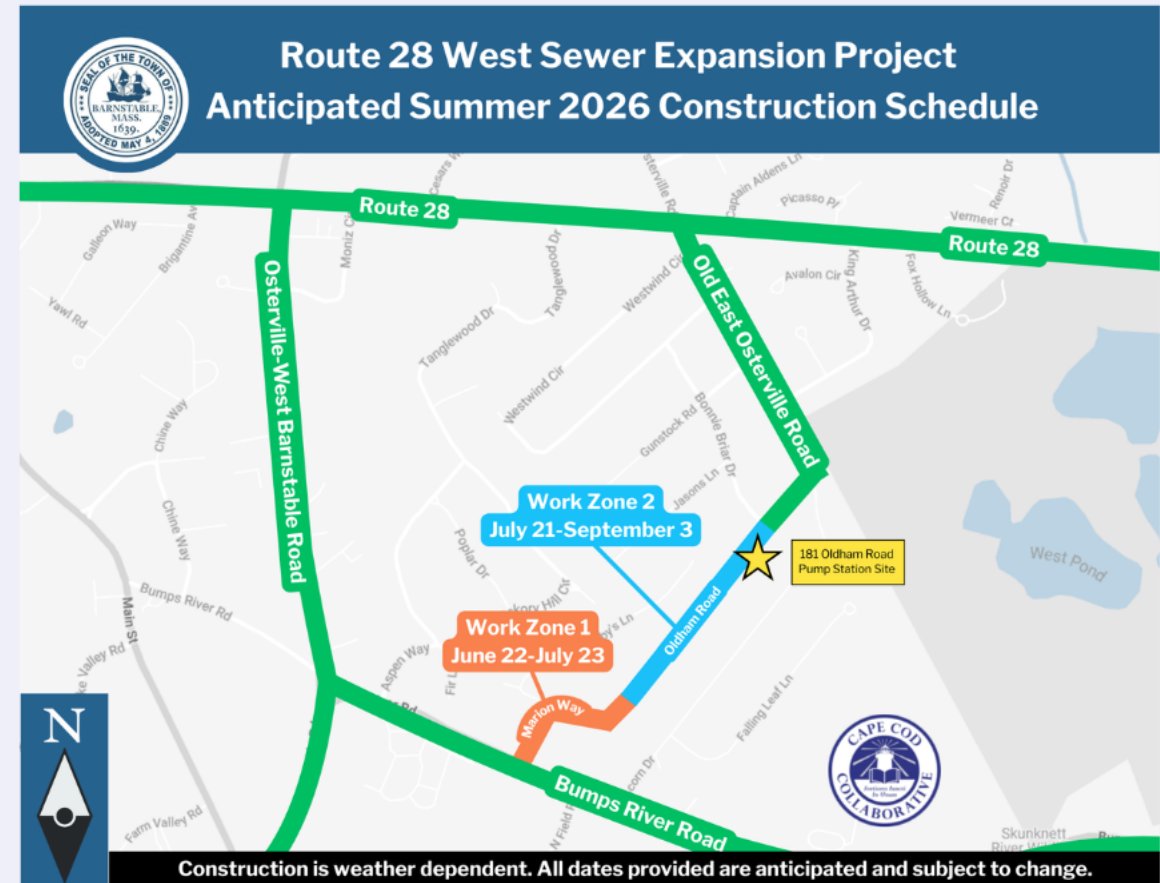 Route 28 West Sewer Expansion Project
Anticipated Summer 2026 Construction Schedule
SEAL OF THE TOWN OF
BARNSTABLE,
MASS.
1639.
ADOPTED MAY 4, 1889
Route 28
Route 28
Captain Aldens Ln
Picasso Pl
Renoir Dr
Vermeer Ct
Galleon Way
Moniz Ci
Tanglewood Dr
Westwind Cir
Avalon Cir
King Arthur Dr
Fox Hollow Ln
Yawl Rd
Tanglewood Dr
Osterville-West Barnstable Road
Old East Osterville Road
Westwind Cir
Chine Way
Gunstock Rd
Bonnie Briar Dr
Jasons Ln
Work Zone 2
July 21-September 3
Chine Way
Poplar Dr
181 Oldham Road
Pump Station Site
West Pond
Bumps River Rd
Main St
Oldham Road
Work Zone 1
June 22-July 23
Valley Rd
Aspen Way
Marion Way
Falling Leaf Ln
N
CAPE COD
COLLABORATIVE
Bumps River Road
Farm Valley Rd
N Field
Skunknett
Construction is weather dependent. All dates provided are anticipated and subject to change.